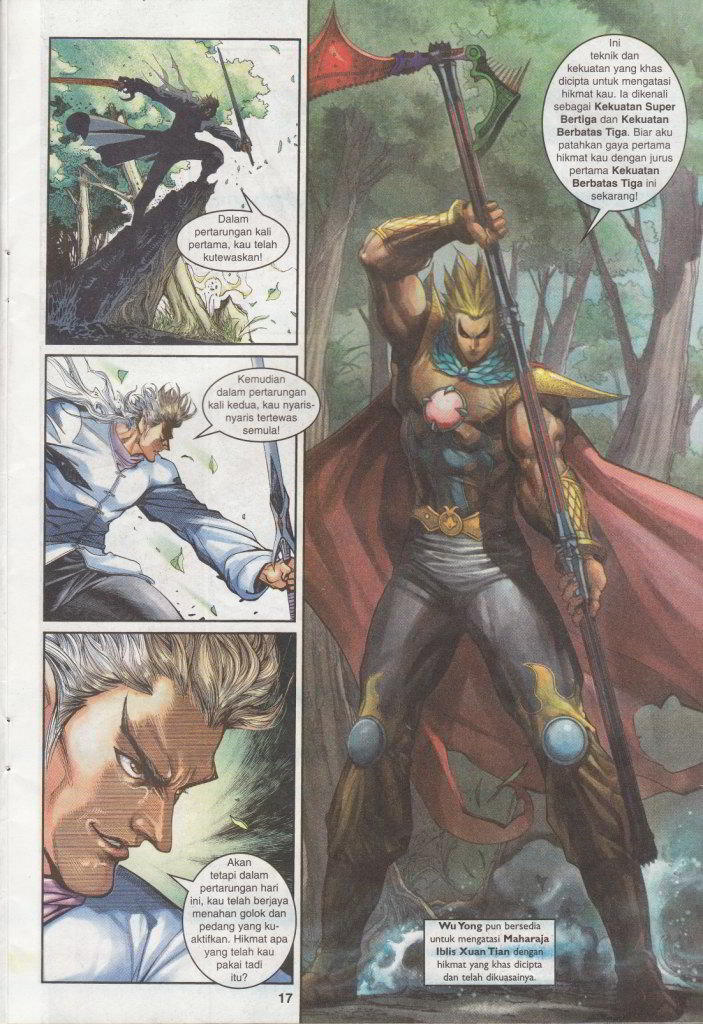 Dalam
pertarungan kali
pertama, kau telah
kutewaskan!
Kemudian
dalam pertarungan
kali kedua, kau nyaris-
nyaris tertewas
semula!
Akan
tetapi dalam
pertarungan hari
ini, kau telah berjaya
menahan golok dan
pedang yang ku-
aktifkan. Hikmat apa
yang telah kau
pakai tadi
itu?
17
Ini
teknik dan
kekuatan yang khas
dicipta untuk mengatasi
hikmat kau. Ia dikenali
sebagai Kekuatan Super
Bertiga dan Kekuatan
Berbatas Tiga. Biar aku
patahkan gaya pertama
hikmat kau dengan jurus
pertama Kekuatan
Berbatas Tiga ini
sekarang!
Wu Yong pun bersedia
untuk mengatasi Maharaja
Iblis Xuan Tian dengan
hikmat yang khas dicipta
dan telah dikuasainya.